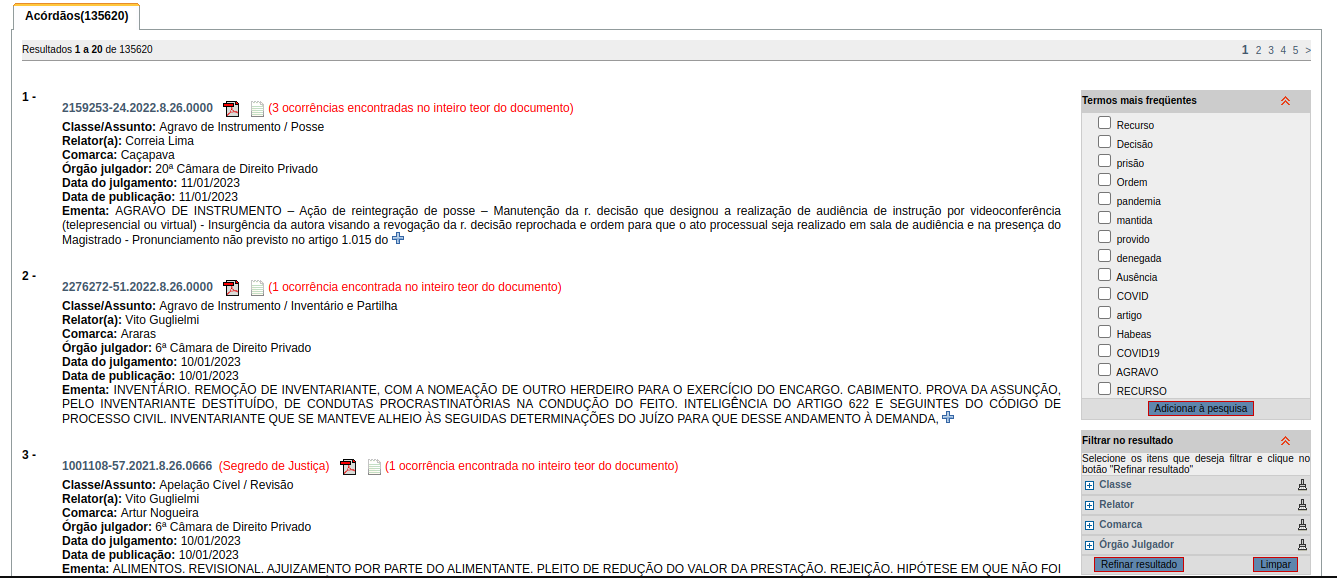 Acórdãos(135620)
Resultados 1 a 20 de 135620
1 2 3 4 5 >
1 -
2159253-24.2022.8.26.0000 (3 ocorrências encontradas no inteiro teor do documento)
Classe/Assunto: Agravo de Instrumento / Posse
Relator(a): Correia Lima
Comarca: Caçapava
Órgão julgador: 20ª Câmara de Direito Privado
Data do julgamento: 11/01/2023
Data de publicação: 11/01/2023
Ementa: AGRAVO DE INSTRUMENTO – Ação de reintegração de posse – Manutenção da r. decisão que designou a realização de audiência de instrução por videoconferência
(telepresencial ou virtual) - Insurgência da autora visando a revogação da r. decisão reprochada e ordem para que o ato processual seja realizado em sala de audiência e na presença do
Magistrado - Pronunciamento não previsto no artigo 1.015 do
2 -
2276272-51.2022.8.26.0000 (1 ocorrência encontrada no inteiro teor do documento)
Classe/Assunto: Agravo de Instrumento / Inventário e Partilha
Relator(a): Vito Guglielmi
Comarca: Araras
Órgão julgador: 6ª Câmara de Direito Privado
Data do julgamento: 10/01/2023
Data de publicação: 10/01/2023
Ementa: INVENTÁRIO. REMOÇÃO DE INVENTARIANTE, COM A NOMEAÇÃO DE OUTRO HERDEIRO PARA O EXERCÍCIO DO ENCARGO. CABIMENTO. PROVA DA ASSUNÇÃO,
PELO INVENTARIANTE DESTITUÍDO, DE CONDUTAS PROCRASTINATÓRIAS NA CONDUÇÃO DO FEITO. INTELIGÊNCIA DO ARTIGO 622 E SEGUINTES DO CÓDIGO DE
PROCESSO CIVIL. INVENTARIANTE QUE SE MANTEVE ALHEIO ÀS SEGUIDAS DETERMINAÇÕES DO JUÍZO PARA QUE DESSE ANDAMENTO À DEMANDA,
3 -
1001108-57.2021.8.26.0666 (Segredo de Justiça) (1 ocorrência encontrada no inteiro teor do documento)
Classe/Assunto: Apelação Cível / Revisão
Relator(a): Vito Guglielmi
Comarca: Artur Nogueira
Órgão julgador: 6ª Câmara de Direito Privado
Data do julgamento: 10/01/2023
Data de publicação: 10/01/2023
Ementa: ALIMENTOS. REVISIONAL. AJUIZAMENTO POR PARTE DO ALIMENTANTE. PLEITO DE REDUÇÃO DO VALOR DA PRESTAÇÃO. REJEIÇÃO. HIPÓTESE EM QUE NÃO FOI
Termos mais freqüentes
Recurso
Decisão
prisão
Ordem
pandemia
mantida
provido
denegada
Ausência
COVID
artigo
Habeas
COVID19
AGRAVO
RECURSO
Adicionar à pesquisa
Filtrar no resultado
Selecione os itens que deseja filtrar e clique no
botão "Refinar resultado"
Classe
Relator
Comarca
Órgão Julgador
Refinar resultado Limpar